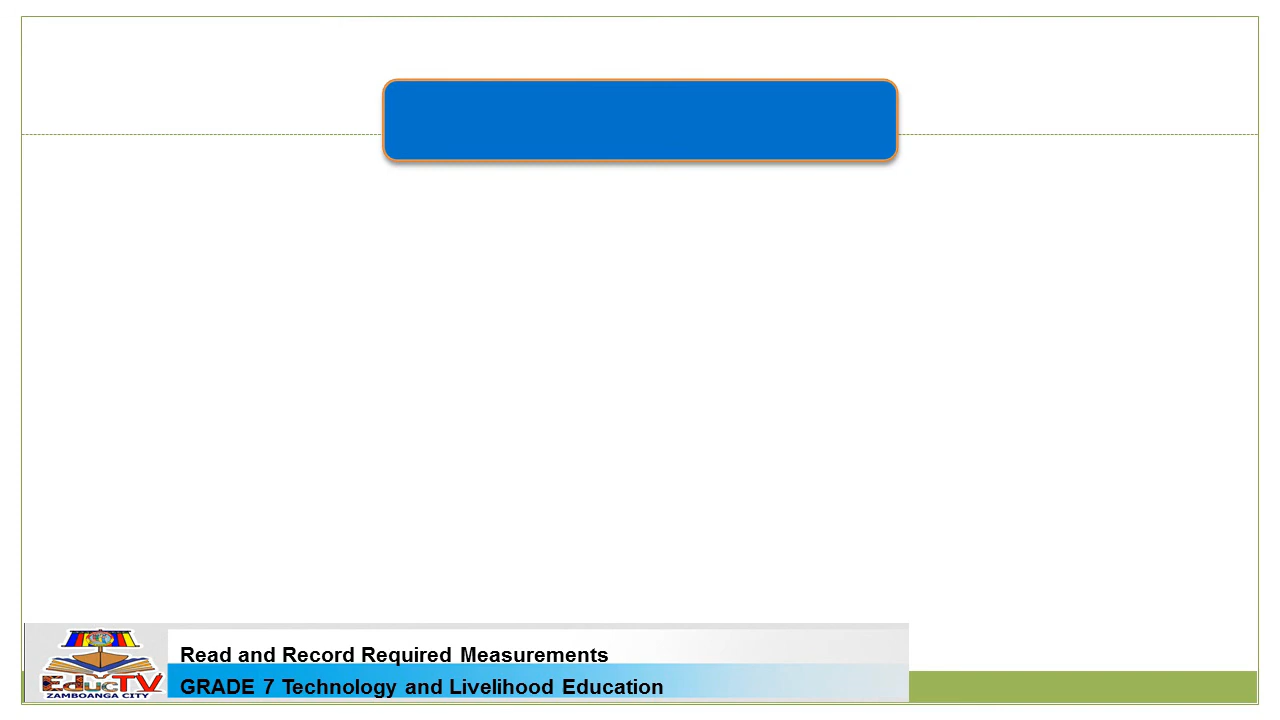 Read and Record Required Measurements
EducTV
GRADE 7 Technology and Livelihood Education
ZAMBOANGA CITY